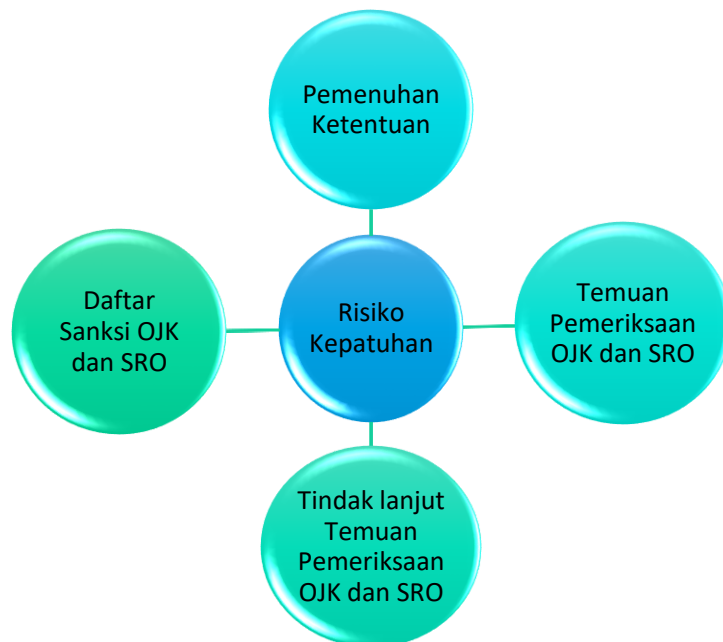 Pemenuhan
Ketentuan
Daftar
Sanksi OJK
dan SRO
Risiko
Kepatuhan
Temuan
Pemeriksaan
OJK dan SRO
Tindak lanjut
Temuan
Pemeriksaan
OJK dan SRO